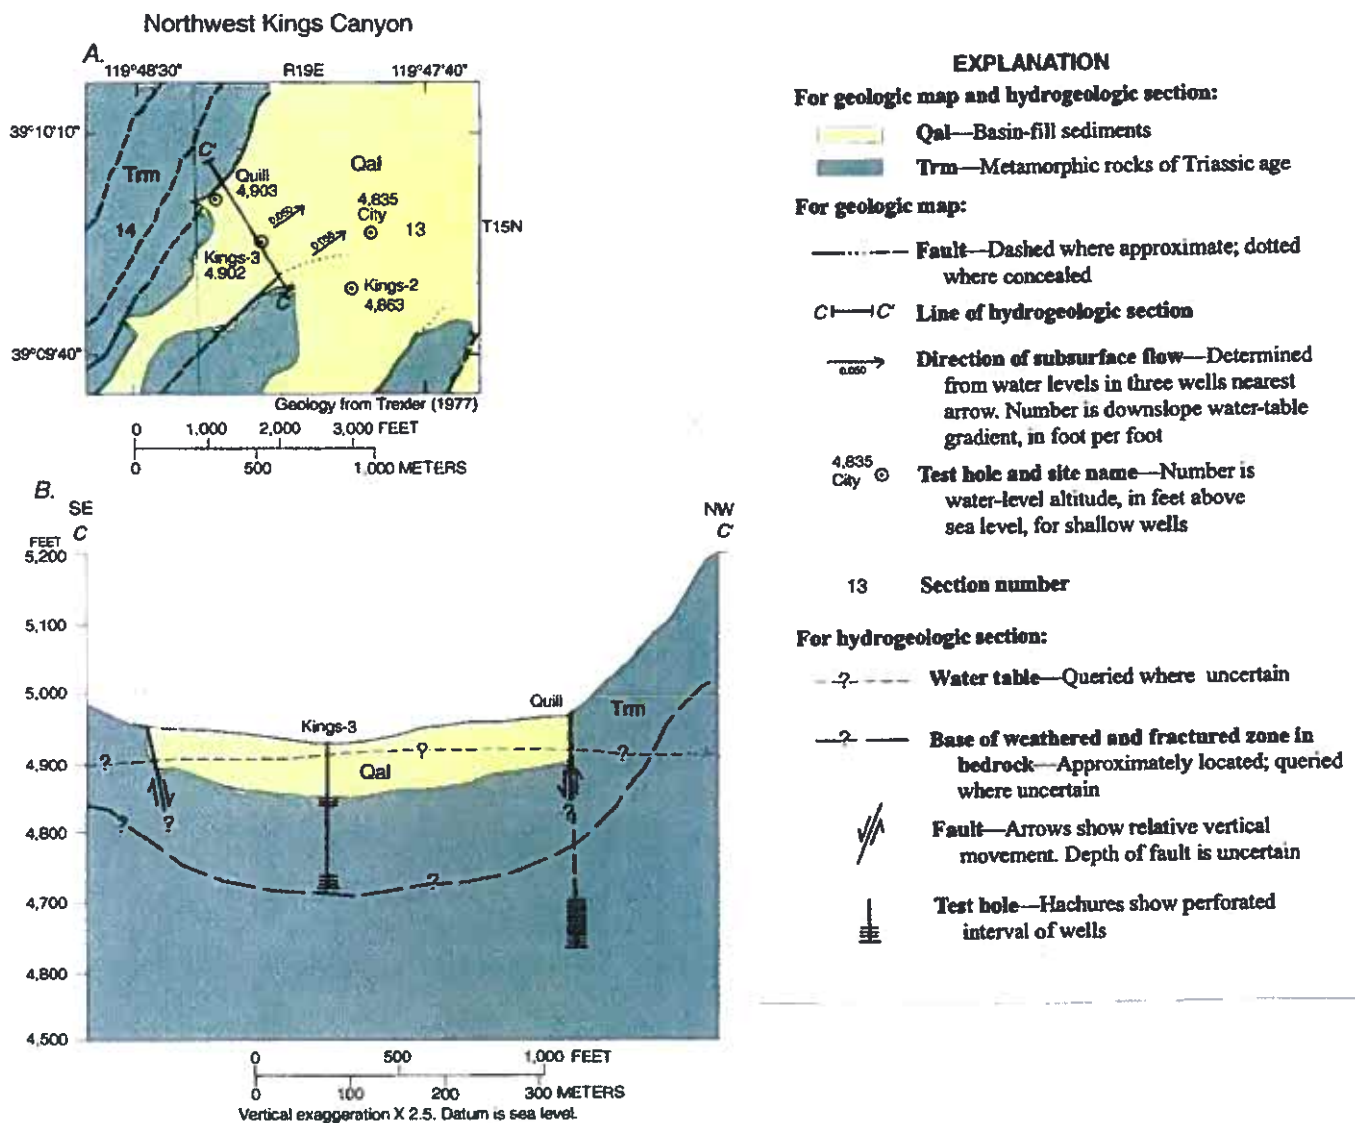 Northwest Kings Canyon
A.
119°48'30" R19E 119°47'40"
39°10'10"
C'
Trm
Qal
Quill
4,903
4,835
City
0.050
14
13
T15N
Kings-3
4.902
Kings-2
4,863
C
39°09'40"
Geology from Trexler (1977)
0 1,000 2,000 3,000 FEET
0 500 1,000 METERS
B.
SE
C
NW
C'
FEET
5,200
5,100
5,000
4,900
4,800
4,700
4,800
4,500
Quill
Trm
Kings-3
?
?
?
Qal
?
?
?
?
?
0 500 1,000 FEET
0 100 200 300 METERS
Vertical exaggeration X 2.5. Datum is sea level.
EXPLANATION
For geologic map and hydrogeologic section:
Qal—Basin-fill sediments
Trm—Metamorphic rocks of Triassic age
For geologic map:
Fault—Dashed where approximate; dotted
where concealed
C C' Line of hydrogeologic section
Direction of subsurface flow—Determined
0.050
from water levels in three wells nearest
arrow. Number is downslope water-table
gradient, in foot per foot
4,835
City
Test hole and site name—Number is
water-level altitude, in feet above
sea level, for shallow wells
13 Section number
For hydrogeologic section:
? Water table—Queried where uncertain
? Base of weathered and fractured zone in
bedrock—Approximately located; queried
where uncertain
Fault—Arrows show relative vertical
movement. Depth of fault is uncertain
Test hole—Hachures show perforated
interval of wells